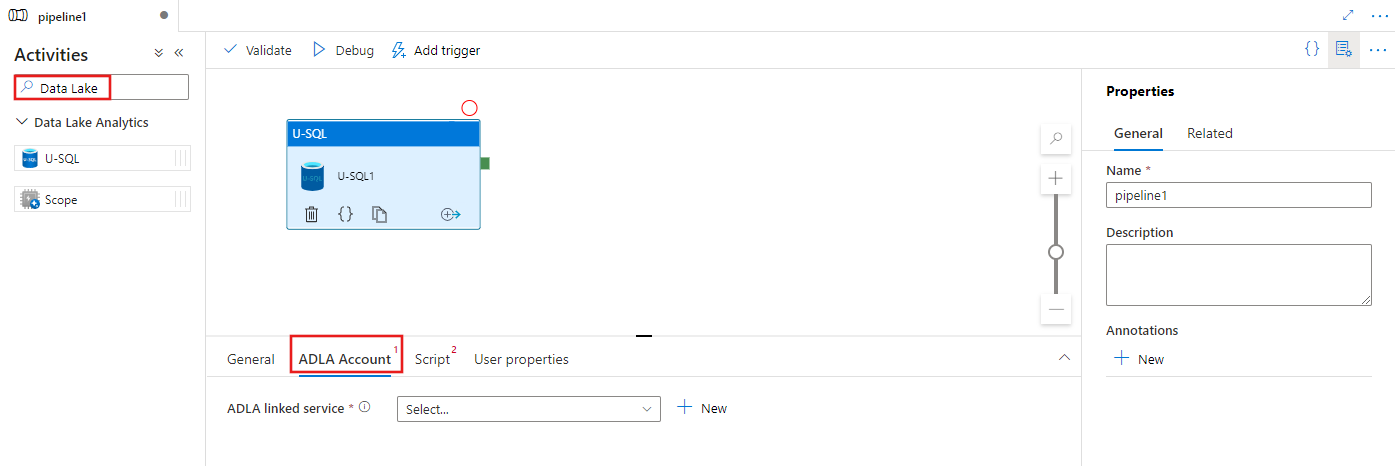 pipeline1
Activities
Data Lake
Data Lake Analytics
U-SQL
Scope
Validate
Debug
Add trigger
U-SQL
U-SQL
U-SQL1
General
ADLA Account 1
Script 2
User properties
ADLA linked service *
Select...
New
Properties
General
Related
Name *
pipeline1
Description
Annotations
New